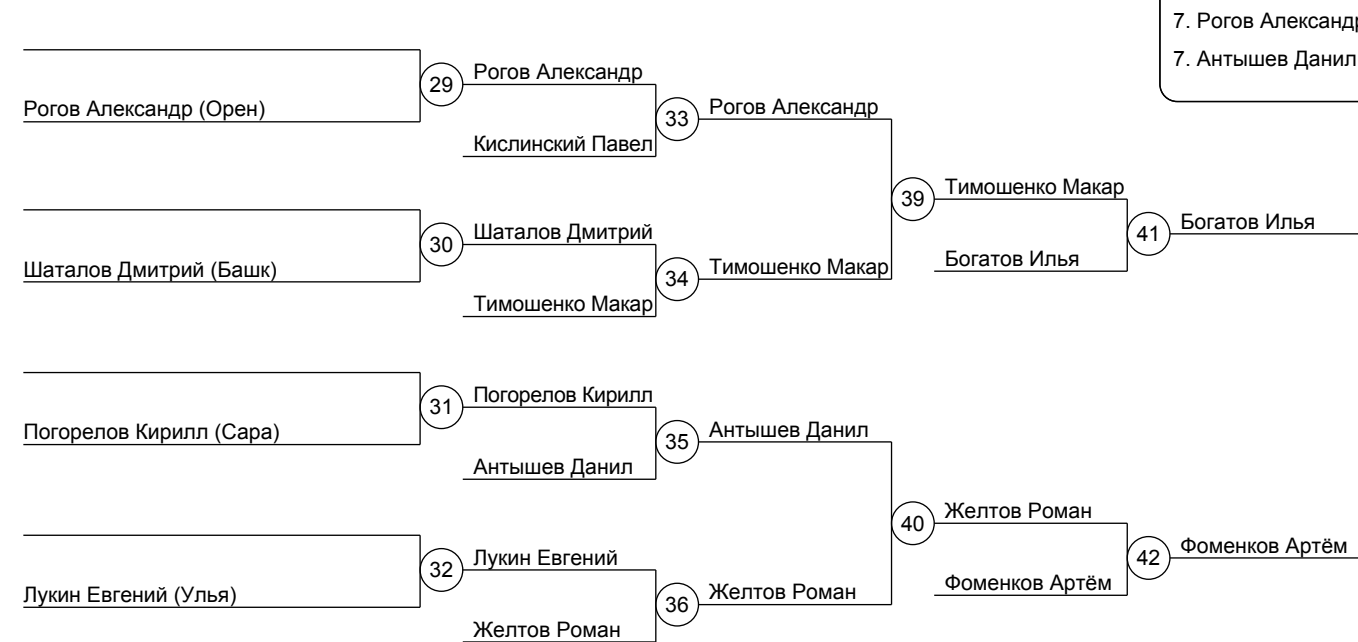 7. Рогов Александр
7. Антышев Данил
29
Рогов Александр
Рогов Александр (Орен)
33
Рогов Александр
Кислинский Павел
39
Тимошенко Макар
30
Шаталов Дмитрий
Шаталов Дмитрий (Башк)
34
Тимошенко Макар
Тимошенко Макар
41
Богатов Илья
Богатов Илья
31
Погорелов Кирилл
Погорелов Кирилл (Сара)
35
Антышев Данил
Антышев Данил
40
Желтов Роман
32
Лукин Евгений
Лукин Евгений (Улья)
36
Желтов Роман
Желтов Роман
42
Фоменков Артём
Фоменков Артём